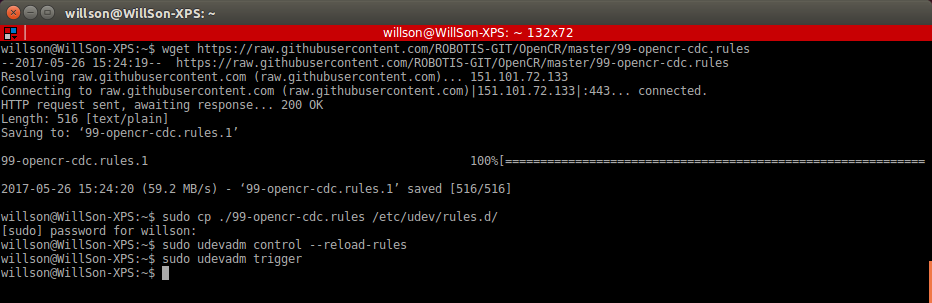 willson@WillSon-XPS: ~
willson@WillSon-XPS: ~ 132x72
willson@WillSon-XPS:~$ wget https://raw.githubusercontent.com/ROBOTIS-GIT/OpenCR/master/99-opencr-cdc.rules
--2017-05-26 15:24:19--  https://raw.githubusercontent.com/ROBOTIS-GIT/OpenCR/master/99-opencr-cdc.rules
Resolving raw.githubusercontent.com (raw.githubusercontent.com)... 151.101.72.133
Connecting to raw.githubusercontent.com (raw.githubusercontent.com)|151.101.72.133|:443... connected.
HTTP request sent, awaiting response... 200 OK
Length: 516 [text/plain]
Saving to: ‘99-opencr-cdc.rules.1’
99-opencr-cdc.rules.1 100%[============================================================
2017-05-26 15:24:20 (59.2 MB/s) - ‘99-opencr-cdc.rules.1’ saved [516/516]
willson@WillSon-XPS:~$ sudo cp ./99-opencr-cdc.rules /etc/udev/rules.d/
[sudo] password for willson:
willson@WillSon-XPS:~$ sudo udevadm control --reload-rules
willson@WillSon-XPS:~$ sudo udevadm trigger
willson@WillSon-XPS:~$